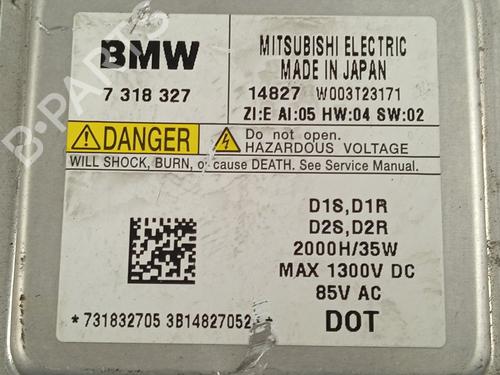 BMW
7 318 327
MITSUBISHI ELECTRIC
MADE IN JAPAN
14827 W003T23171
ZI:E AI:05 HW:04 SW:02
DANGER
Do not open.
HAZARDOUS VOLTAGE
WILL SHOCK, BURN, or cause DEATH. See Service Manual.
D1S,D1R
D2S,D2R
2000H/35W
MAX 1300V DC
85V AC
DOT
*731832705 3B14827052
B-PARTS